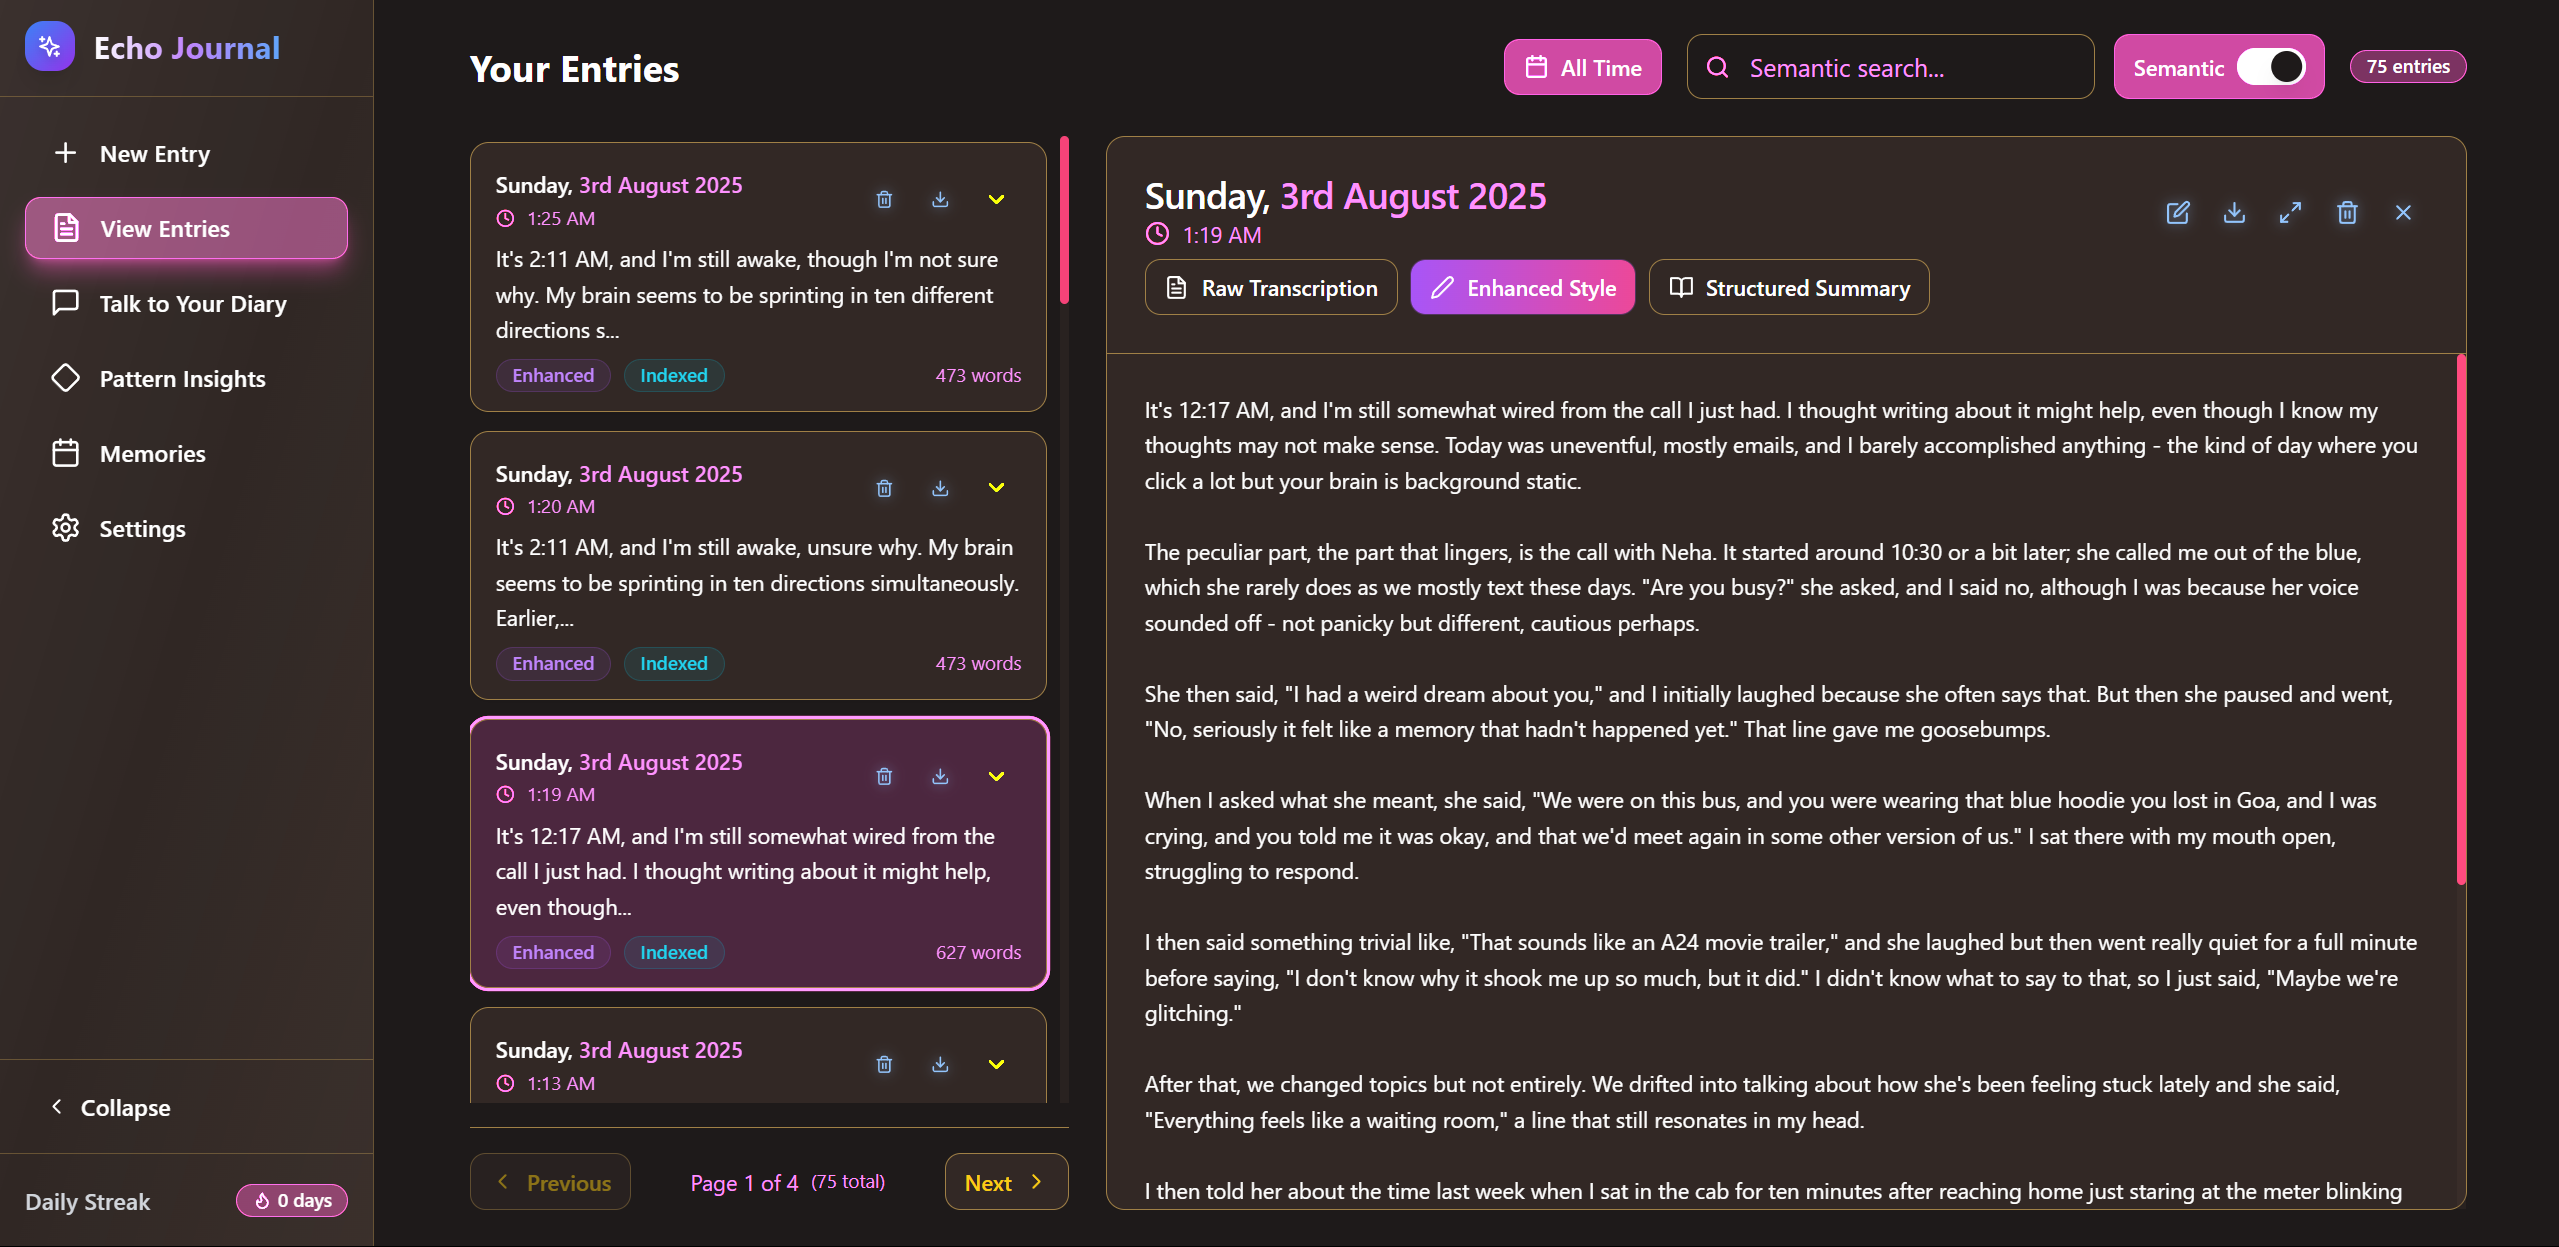 Echo Journal
New Entry
View Entries
Talk to Your Diary
Pattern Insights
Memories
Settings
Collapse
Daily Streak
0 days
Your Entries
All Time
Semantic search...
Semantic
75 entries
Sunday, 3rd August 2025
1:25 AM
It's 2:11 AM, and I'm still awake, though I'm not sure
why. My brain seems to be sprinting in ten different
directions s...
Enhanced
Indexed
473 words
Sunday, 3rd August 2025
1:20 AM
It's 2:11 AM, and I'm still awake, unsure why. My brain
seems to be sprinting in ten directions simultaneously.
Earlier,...
Enhanced
Indexed
473 words
Sunday, 3rd August 2025
1:19 AM
It's 12:17 AM, and I'm still somewhat wired from the
call I just had. I thought writing about it might help,
even though...
Enhanced
Indexed
627 words
Sunday, 3rd August 2025
1:13 AM
Previous
Page 1 of 4 (75 total)
Next
Sunday, 3rd August 2025
1:19 AM
Raw Transcription
Enhanced Style
Structured Summary
It's 12:17 AM, and I'm still somewhat wired from the call I just had. I thought writing about it might help, even though I know my
thoughts may not make sense. Today was uneventful, mostly emails, and I barely accomplished anything - the kind of day where you
click a lot but your brain is background static.
The peculiar part, the part that lingers, is the call with Neha. It started around 10:30 or a bit later; she called me out of the blue,
which she rarely does as we mostly text these days. "Are you busy?" she asked, and I said no, although I was because her voice
sounded off - not panicky but different, cautious perhaps.
She then said, "I had a weird dream about you," and I initially laughed because she often says that. But then she paused and went,
"No, seriously it felt like a memory that hadn't happened yet." That line gave me goosebumps.
When I asked what she meant, she said, "We were on this bus, and you were wearing that blue hoodie you lost in Goa, and I was
crying, and you told me it was okay, and that we'd meet again in some other version of us." I sat there with my mouth open,
struggling to respond.
I then said something trivial like, "That sounds like an A24 movie trailer," and she laughed but then went really quiet for a full minute
before saying, "I don't know why it shook me up so much, but it did." I didn't know what to say to that, so I just said, "Maybe we're
glitching."
After that, we changed topics but not entirely. We drifted into talking about how she's been feeling stuck lately and she said,
"Everything feels like a waiting room," a line that still resonates in my head.
I then told her about the time last week when I sat in the cab for ten minutes after reaching home just staring at the meter blinking